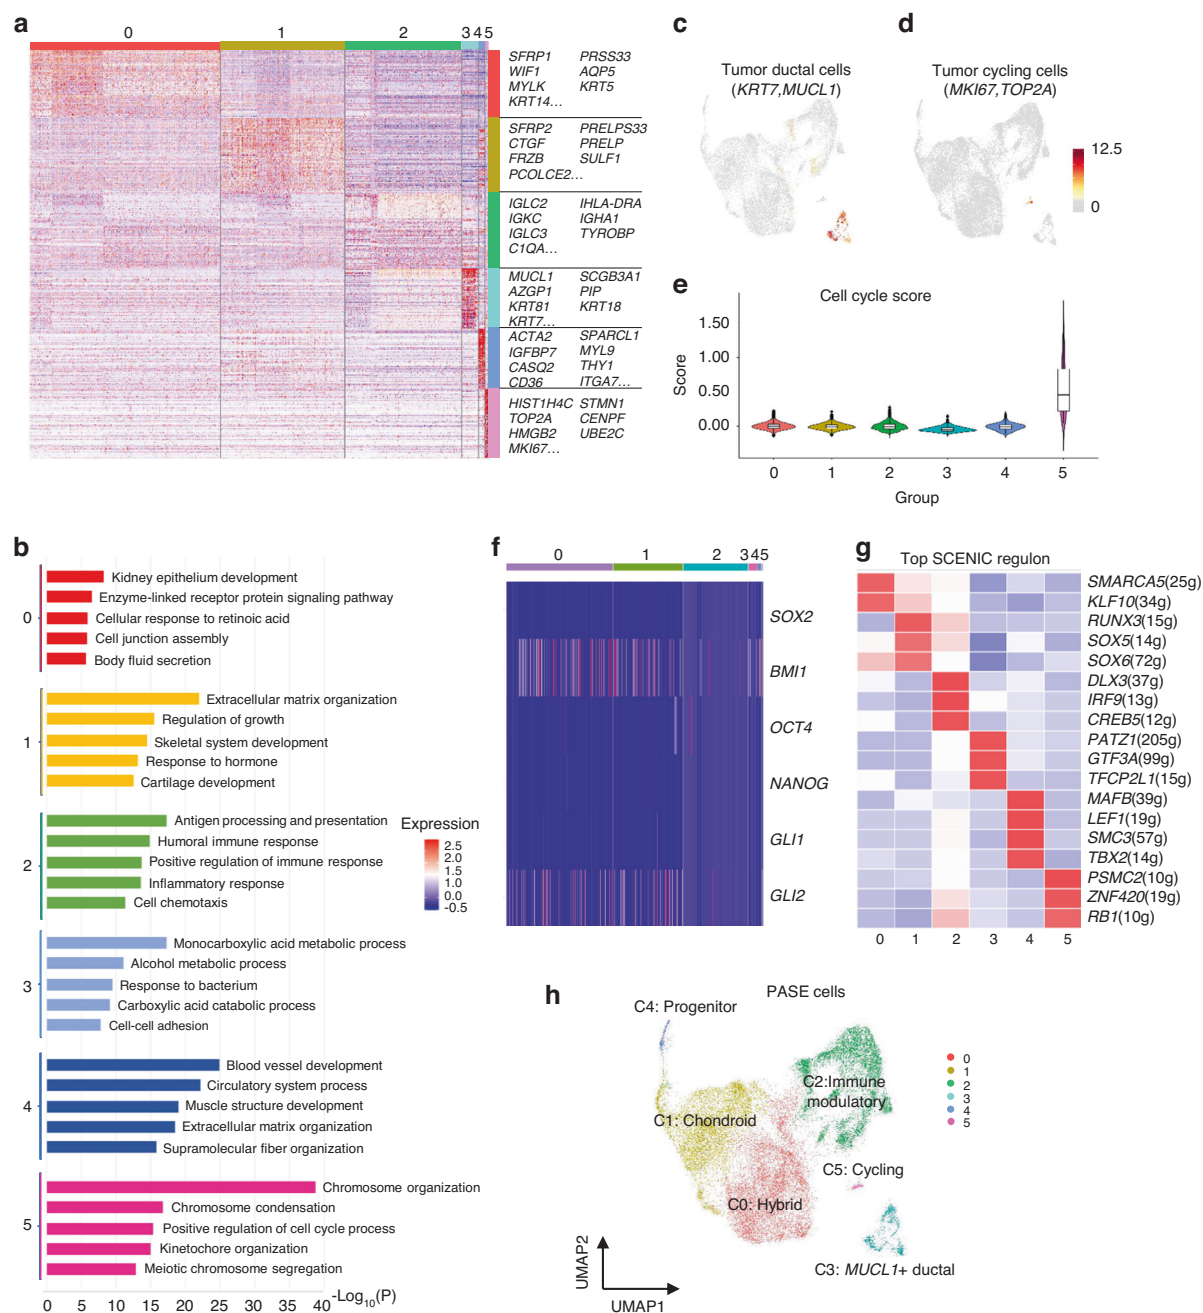 a
0 1 2 3 4 5
SFRP1 PRSS33
WIF1 AQP5
MYLK KRT5
KRT14...
SFRP2 PRELPS33
CTGF PRELP
FRZB SULF1
PCOLCE2...
IGLC2 IHLA-DRA
IGKC IGHA1
IGLC3 TYROBP
C1QA...
MUCL1 SCGB3A1
AZGP1 PIP
KRT81 KRT18
KRT7...
ACTA2 SPARCL1
IGFBP7 MYL9
CASQ2 THY1
CD36 ITGA7...
HIST1H4C STMN1
TOP2A CENPF
HMGB2 UBE2C
MKI67...
c
Tumor ductal cells
(KRT7,MUCL1)
d
Tumor cycling cells
(MKI67,TOP2A)
12.5
0
e
Cell cycle score
Score
1.50
1.00
0.50
0.00
0 1 2 3 4 5
Group
b
0
Kidney epithelium development
Enzyme-linked receptor protein signaling pathway
Cellular response to retinoic acid
Cell junction assembly
Body fluid secretion
1
Extracellular matrix organization
Regulation of growth
Skeletal system development
Response to hormone
Cartilage development
2
Antigen processing and presentation
Humoral immune response
Positive regulation of immune response
Inflammatory response
Cell chemotaxis
3
Monocarboxylic acid metabolic process
Alcohol metabolic process
Response to bacterium
Carboxylic acid catabolic process
Cell-cell adhesion
4
Blood vessel development
Circulatory system process
Muscle structure development
Extracellular matrix organization
Supramolecular fiber organization
5
Chromosome organization
Chromosome condensation
Positive regulation of cell cycle process
Kinetochore organization
Meiotic chromosome segregation
0 5 10 15 20 25 30 35 40
-Log10(P)
Expression
2.5
2.0
1.5
1.0
0.5
-0.5
f
0 1 2 3 4 5
SOX2
BMI1
OCT4
NANOG
GLI1
GLI2
g
Top SCENIC regulon
SMARCA5(25g)
KLF10(34g)
RUNX3(15g)
SOX5(14g)
SOX6(72g)
DLX3(37g)
IRF9(13g)
CREB5(12g)
PATZ1(205g)
GTF3A(99g)
TFCP2L1(15g)
MAFB(39g)
LEF1(19g)
SMC3(57g)
TBX2(14g)
PSMC2(10g)
ZNF420(19g)
RB1(10g)
0 1 2 3 4 5
h
PASE cells
C4: Progenitor
C2:Immune
modulatory
C1: Chondroid
C5: Cycling
C0: Hybrid
C3: MUCL1+ ductal
UMAP2
UMAP1
0
1
2
3
4
5